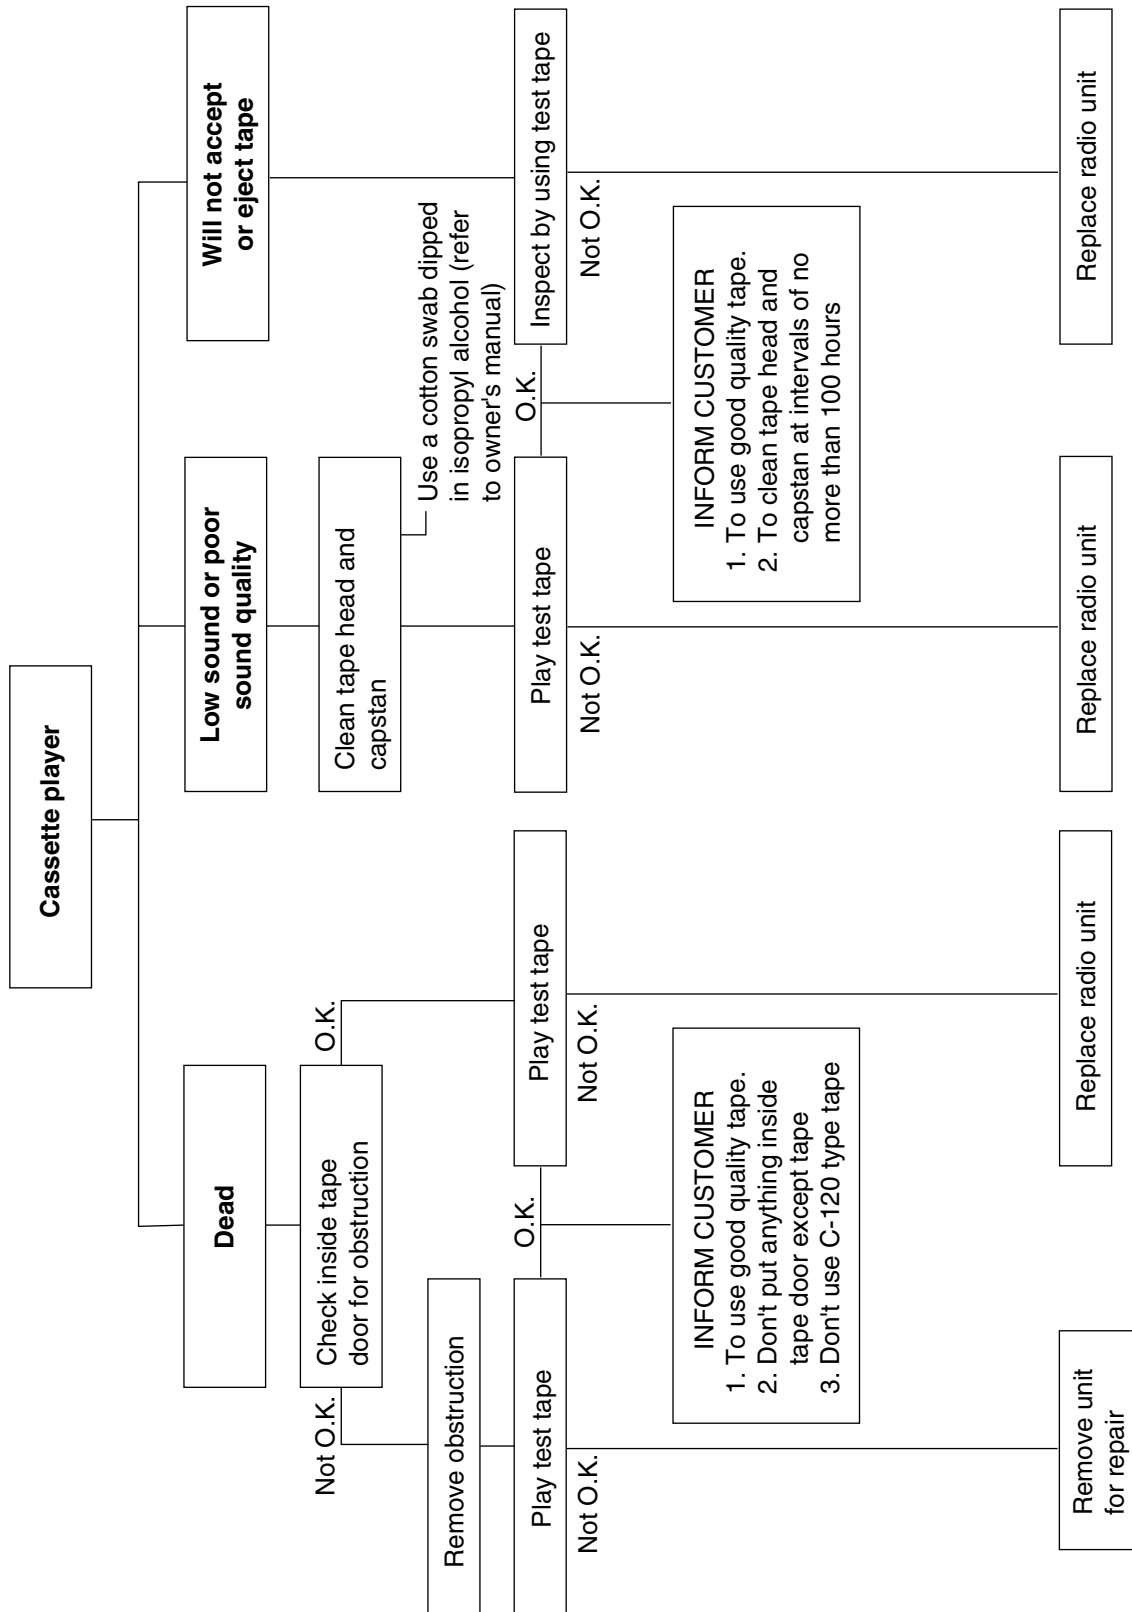 Cassette player
Dead
Low sound or poor
sound quality
Will not accept
or eject tape
Check inside tape
door for obstruction
Not O.K.
O.K.
Clean tape head and
capstan
Use a cotton swab dipped
in isopropyl alcohol (refer
to owner's manual)
Remove obstruction
Play test tape
O.K.
Play test tape
Play test tape
O.K.
Inspect by using test tape
Not O.K.
Not O.K.
Not O.K.
Not O.K.
INFORM CUSTOMER
1. To use good quality tape.
2. Don't put anything inside
tape door except tape
3. Don't use C-120 type tape
INFORM CUSTOMER
1. To use good quality tape.
2. To clean tape head and
capstan at intervals of no
more than 100 hours
Remove unit
for repair
Replace radio unit
Replace radio unit
Replace radio unit